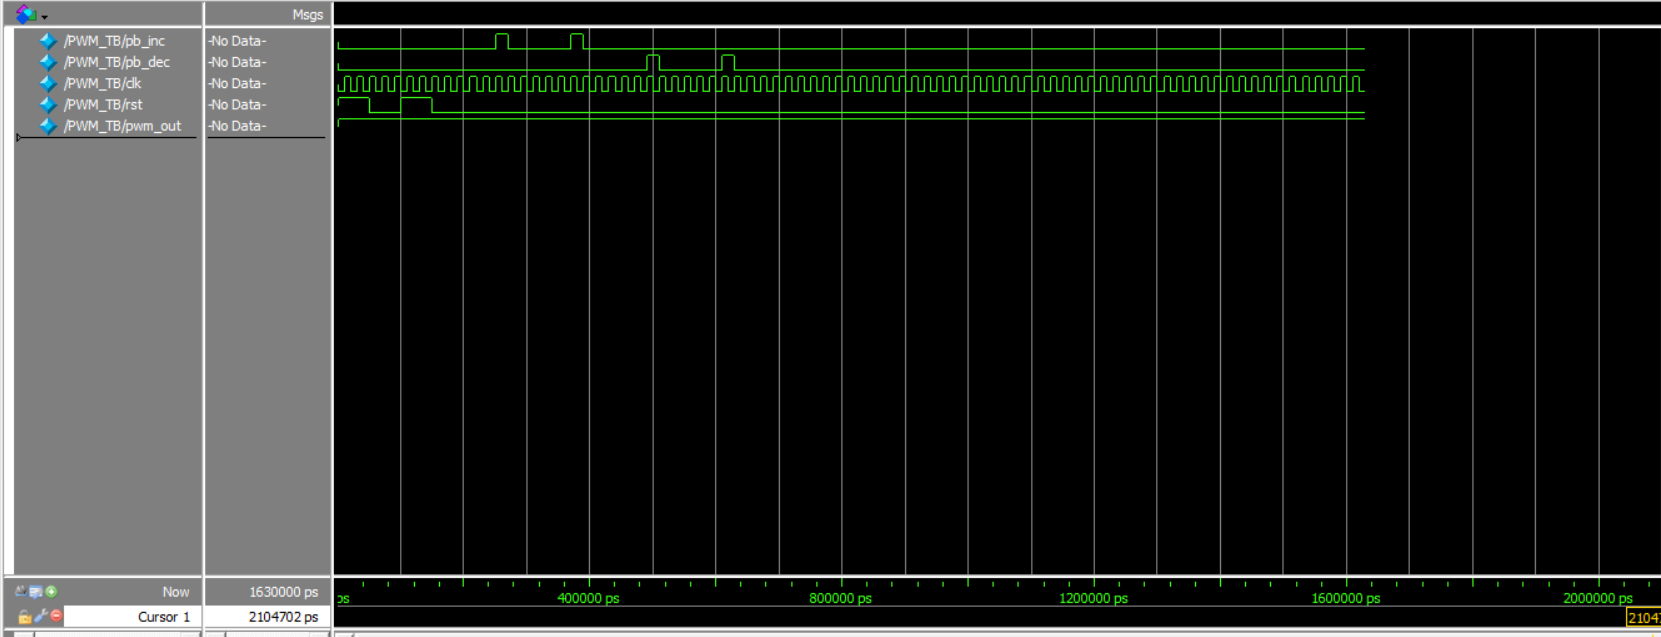 Msgs
/PWM_TB/pb_inc -No Data-
/PWM_TB/pb_dec -No Data-
/PWM_TB/clk -No Data-
/PWM_TB/rst -No Data-
/PWM_TB/pwm_out -No Data-
Now 1630000 ps ps 400000 ps 800000 ps 1200000 ps 1600000 ps 2000000 ps
Cursor 1 2104702 ps 2104